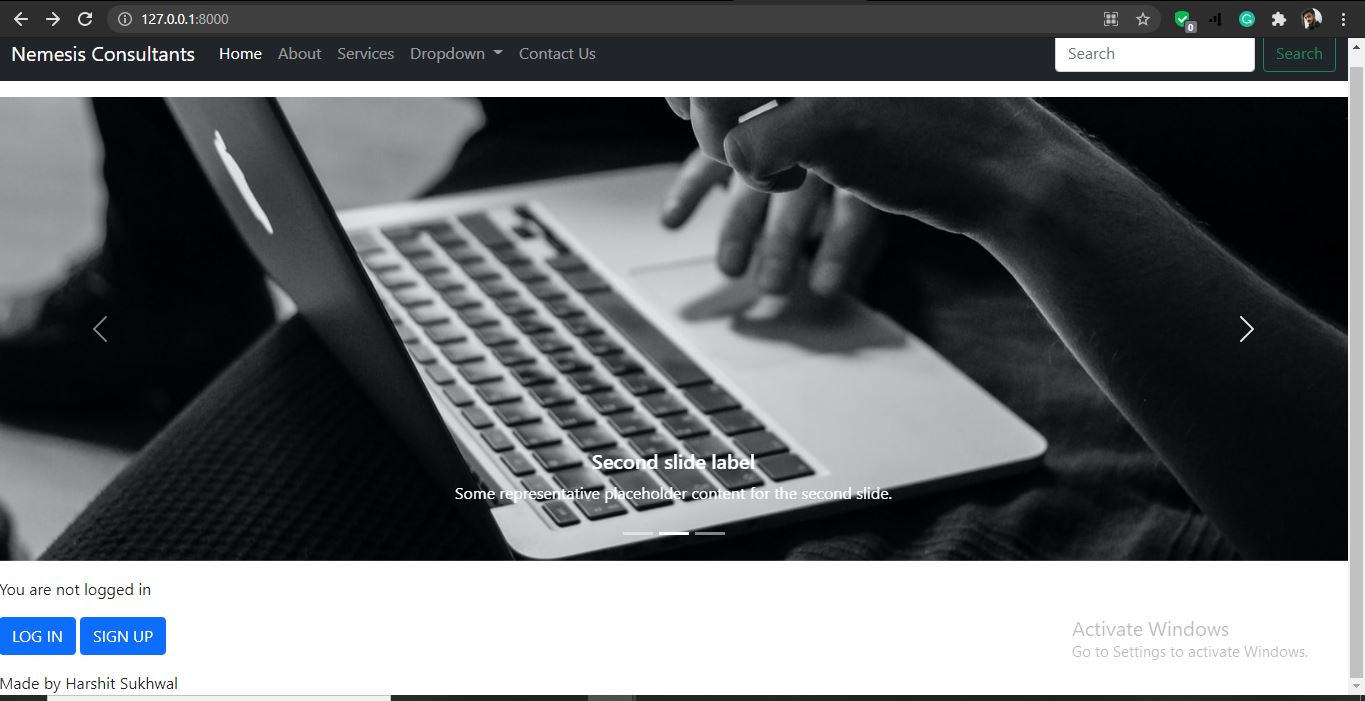 127.0.0.1:8000
0
Nemesis Consultants Home About Services Dropdown Contact Us Search Search
Second slide label
Some representative placeholder content for the second slide.
You are not logged in
LOG IN SIGN UP
Activate Windows
Go to Settings to activate Windows.
Made by Harshit Sukhwal